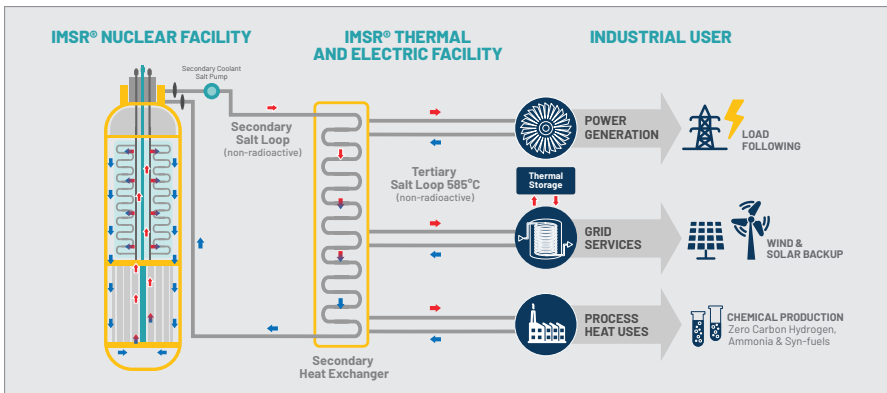 IMSR® NUCLEAR FACILITY
IMSR® THERMAL
AND ELECTRIC FACILITY
INDUSTRIAL USER
Secondary Coolant
Salt Pump
Secondary
Salt Loop
(non-radioactive)
Tertiary
Salt Loop 585°C
(non-radioactive)
Secondary
Heat Exchanger
POWER
GENERATION
LOAD
FOLLOWING
Thermal
Storage
GRID
SERVICES
WIND &
SOLAR BACKUP
PROCESS
HEAT USES
CHEMICAL PRODUCTION
Zero Carbon Hydrogen,
Ammonia & Syn-fuels